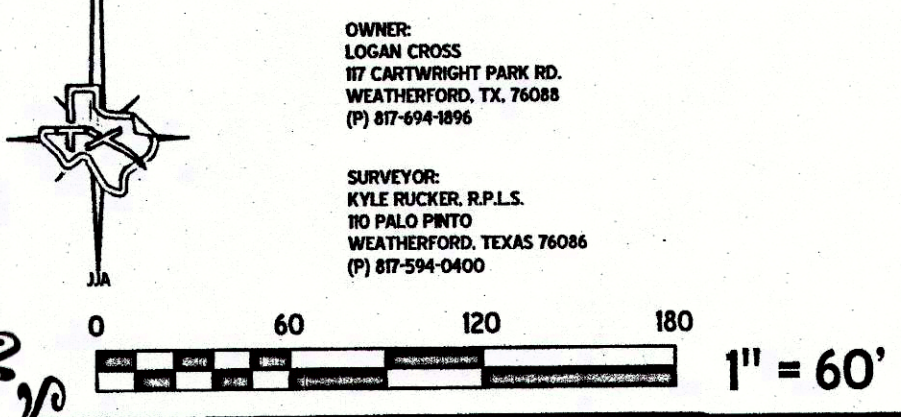 OWNER:
LOGAN CROSS
117 CARTWRIGHT PARK RD.
WEATHERFORD, TX, 76088
(P) 817-694-1896
SURVEYOR:
KYLE RUCKER, R.P.L.S.
110 PALO PINTO
WEATHERFORD, TEXAS 76086
(P) 817-594-0400
TX
JJA
0 60 120 180
1" = 60'